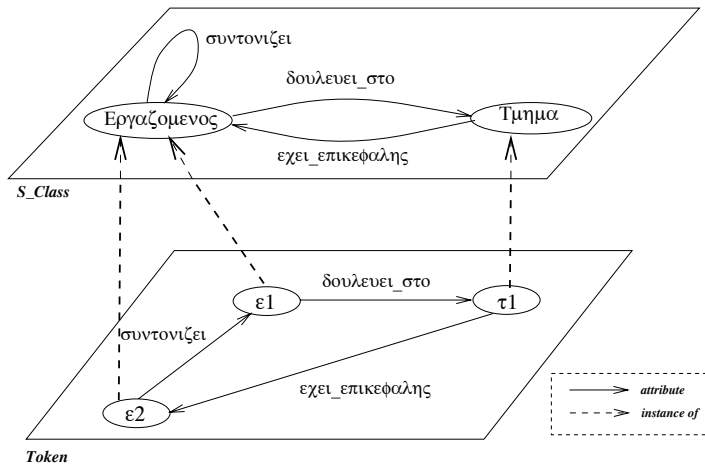 συντονιζει
δουλευει_στο
Εργαζομενος
Τμημα
εχει_επικεφαλης
S_Class
δουλευει_στο
ε1
τ1
συντονιζει
εχει_επικεφαλης
ε2
attribute
instance of
Token